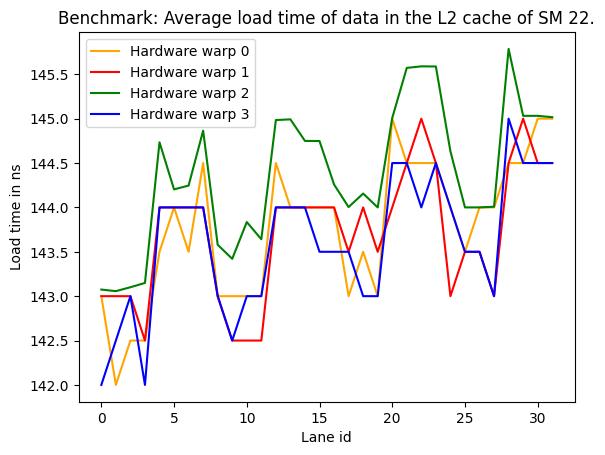 Benchmark: Average load time of data in the L2 cache of SM 22.
Hardware warp 0
Hardware warp 1
Hardware warp 2
Hardware warp 3
145.5
145.0
144.5
144.0
143.5
143.0
142.5
142.0
Load time in ns
0 5 10 15 20 25 30
Lane id